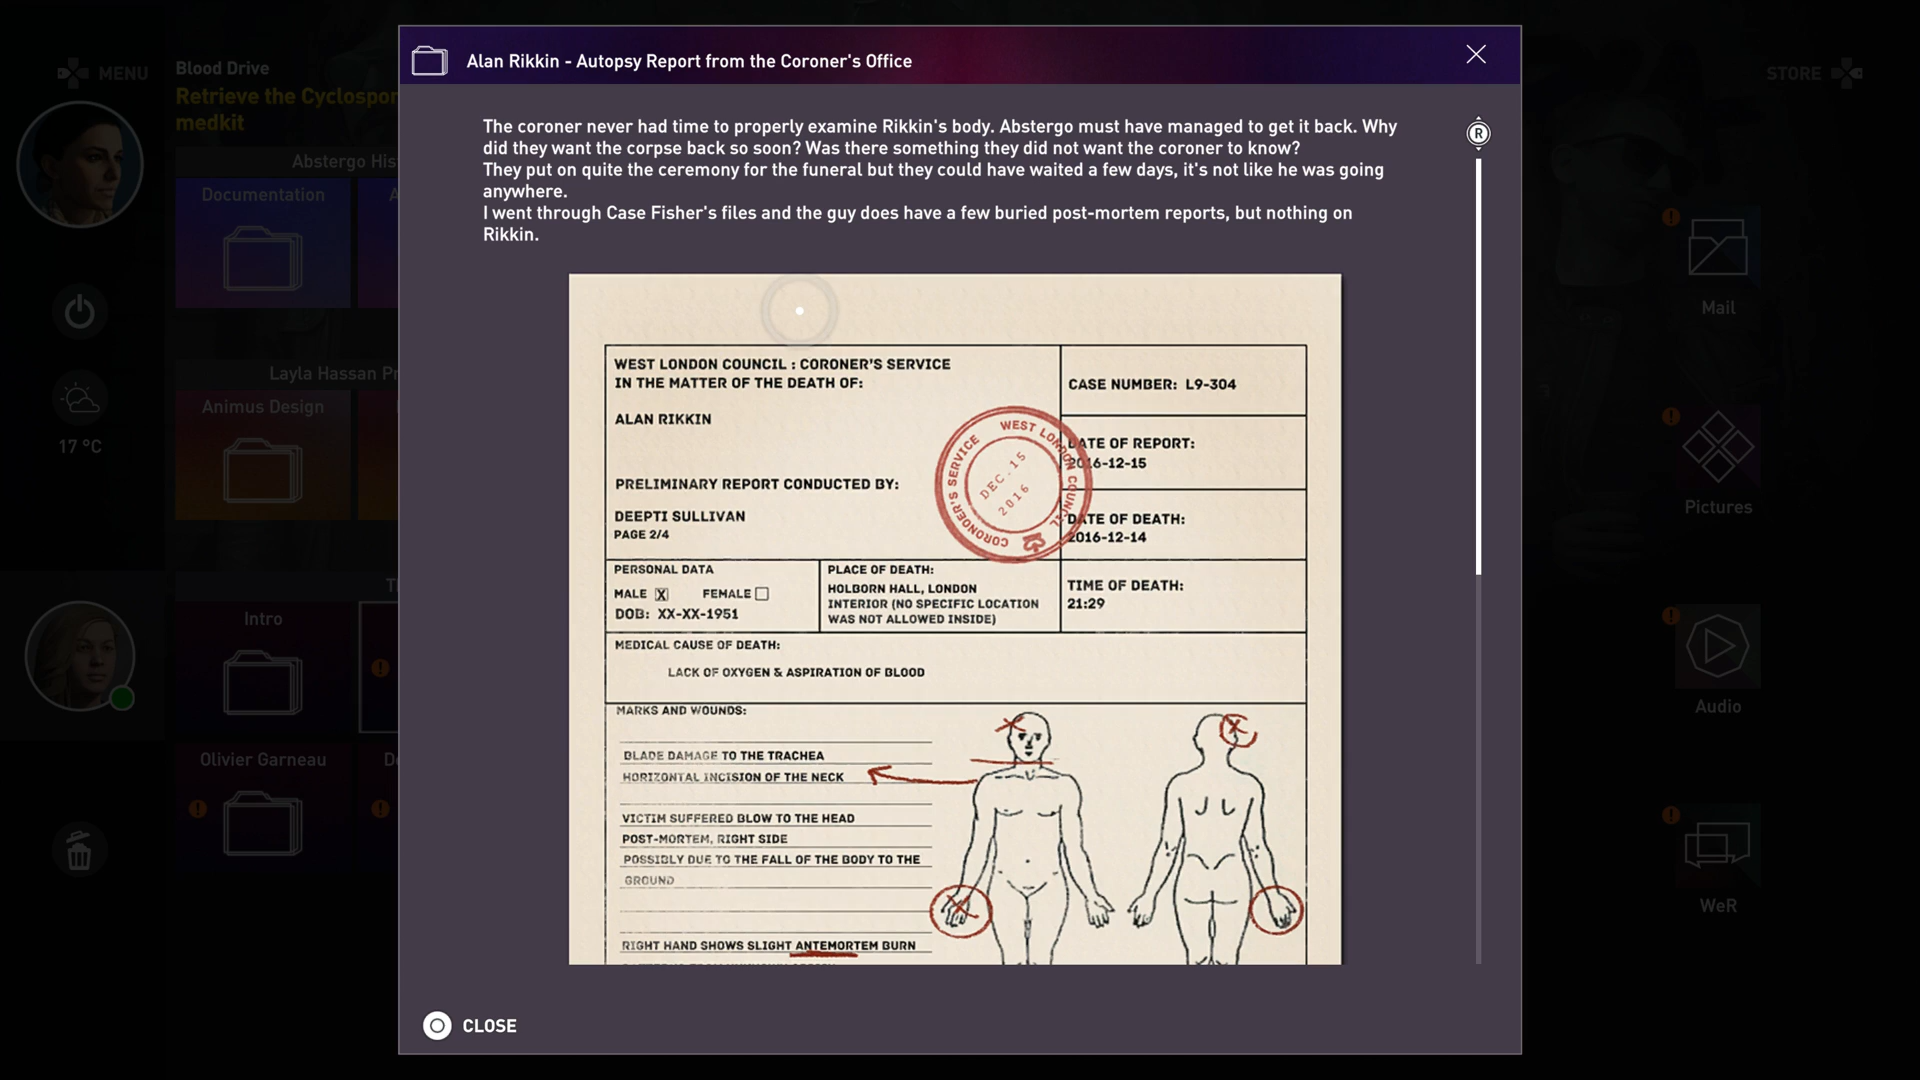 MENU
Blood Drive
Retrieve the Cyclospor
medkit
STORE
Abstergo His
Documentation
A
17 °C
Layla Hassan Pr
Animus Design
Intro
Olivier Garneau
Mail
Pictures
Audio
WeR
Alan Rikkin - Autopsy Report from the Coroner's Office
The coroner never had time to properly examine Rikkin's body. Abstergo must have managed to get it back. Why
did they want the corpse back so soon? Was there something they did not want the coroner to know?
They put on quite the ceremony for the funeral but they could have waited a few days, it's not like he was going
anywhere.
I went through Case Fisher's files and the guy does have a few buried post-mortem reports, but nothing on
Rikkin.
R
WEST LONDON COUNCIL : CORONER'S SERVICE
IN THE MATTER OF THE DEATH OF:
ALAN RIKKIN
PRELIMINARY REPORT CONDUCTED BY:
DEEPTI SULLIVAN
PAGE 2/4
CASE NUMBER: L9-304
DATE OF REPORT:
2016-12-15
DATE OF DEATH:
2016-12-14
WEST LONDON COUNCIL
CORONOER'S SERVICE
DEC. 15
2016
PERSONAL DATA
MALE X FEMALE
DOB: XX-XX-1951
PLACE OF DEATH:
HOLBORN HALL, LONDON
INTERIOR (NO SPECIFIC LOCATION
WAS NOT ALLOWED INSIDE)
TIME OF DEATH:
21:29
MEDICAL CAUSE OF DEATH:
LACK OF OXYGEN & ASPIRATION OF BLOOD
MARKS AND WOUNDS:
BLADE DAMAGE TO THE TRACHEA
HORIZONTAL INCISION OF THE NECK
VICTIM SUFFERED BLOW TO THE HEAD
POST-MORTEM, RIGHT SIDE
POSSIBLY DUE TO THE FALL OF THE BODY TO THE
GROUND
RIGHT HAND SHOWS SLIGHT ANTEMORTEM BURN
CLOSE